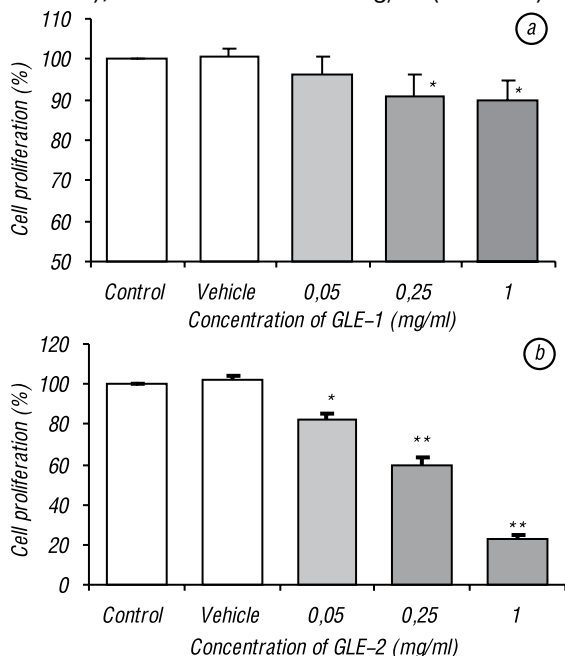 a
110
100
90
80
70
60
50
Cell proliferation (%)
*
*
Control Vehicle 0,05 0,25 1
Concentration of GLE–1 (mg/ml)
b
120
100
80
60
40
20
0
Cell proliferation (%)
*
**
**
Control Vehicle 0,05 0,25 1
Concentration of GLE–2 (mg/ml)